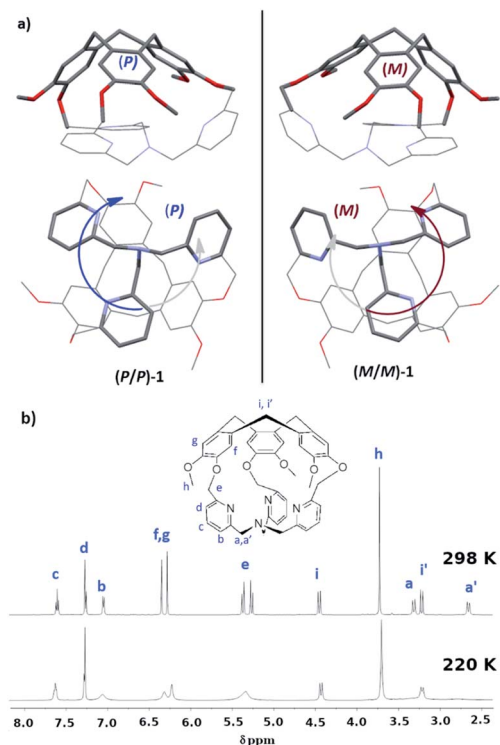 a)
(P) (M)
(P) (M)
(P/P)-1 (M/M)-1
b)
i, i'
g f
O O O O O
h e
d N N N
c N
b a,a'
h
f,g
d e
c b i a i' a'
298 K
220 K
8.0 7.5 7.0 6.5 6.0 5.5 5.0 4.5 4.0 3.5 3.0 2.5
δppm